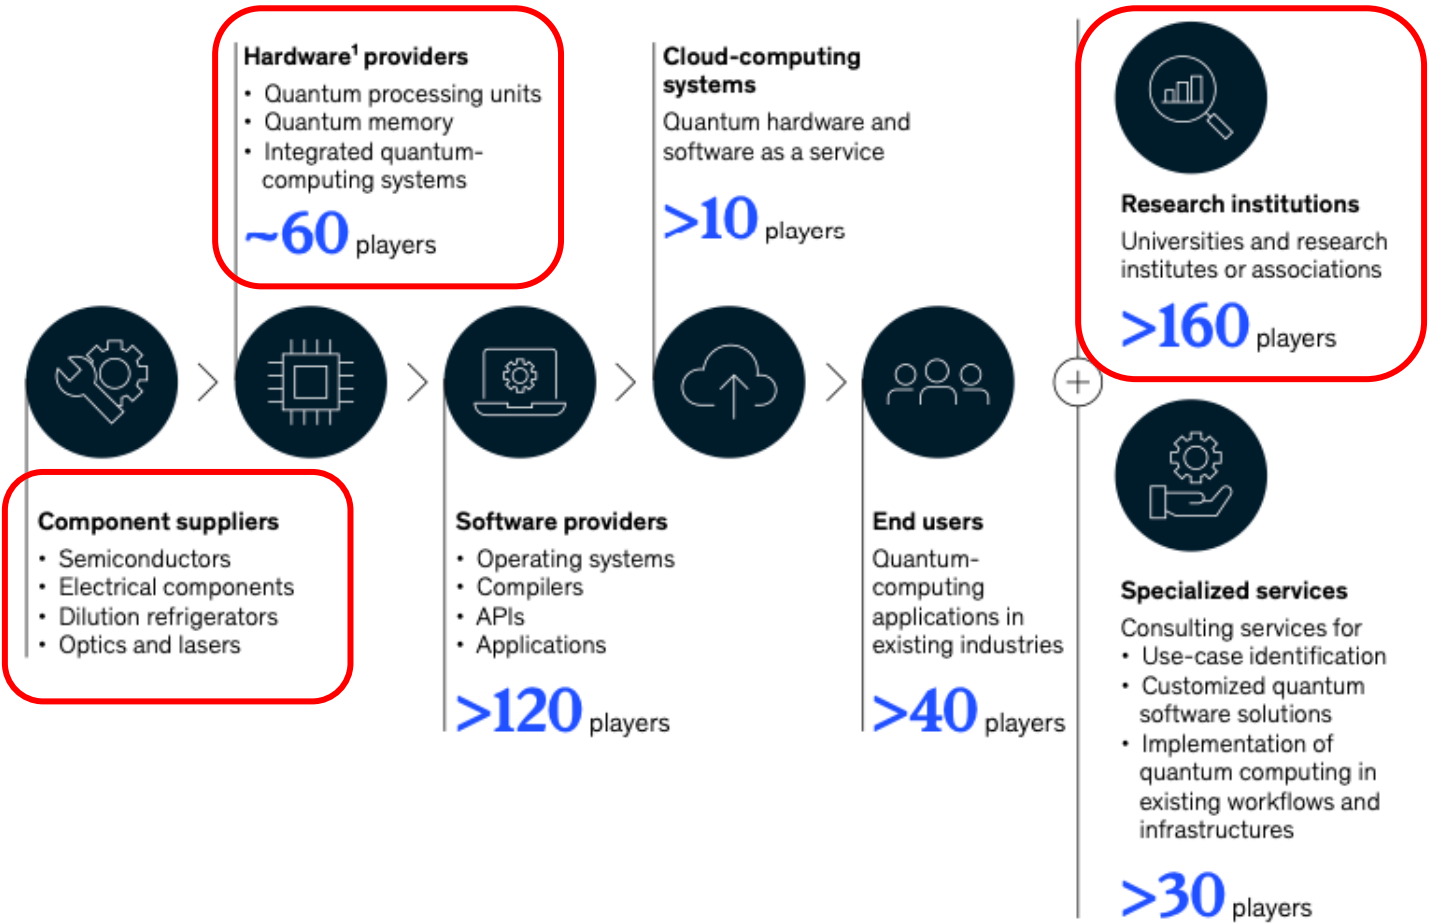 Hardware¹ providers
• Quantum processing units
• Quantum memory
• Integrated quantum-
computing systems
~60 players
Cloud-computing
systems
Quantum hardware and
software as a service
>10 players
Research institutions
Universities and research
institutes or associations
>160 players
Component suppliers
• Semiconductors
• Electrical components
• Dilution refrigerators
• Optics and lasers
Software providers
• Operating systems
• Compilers
• APIs
• Applications
>120 players
End users
Quantum-
computing
applications in
existing industries
>40 players
Specialized services
Consulting services for
• Use-case identification
• Customized quantum
software solutions
• Implementation of
quantum computing in
existing workflows and
infrastructures
>30 players